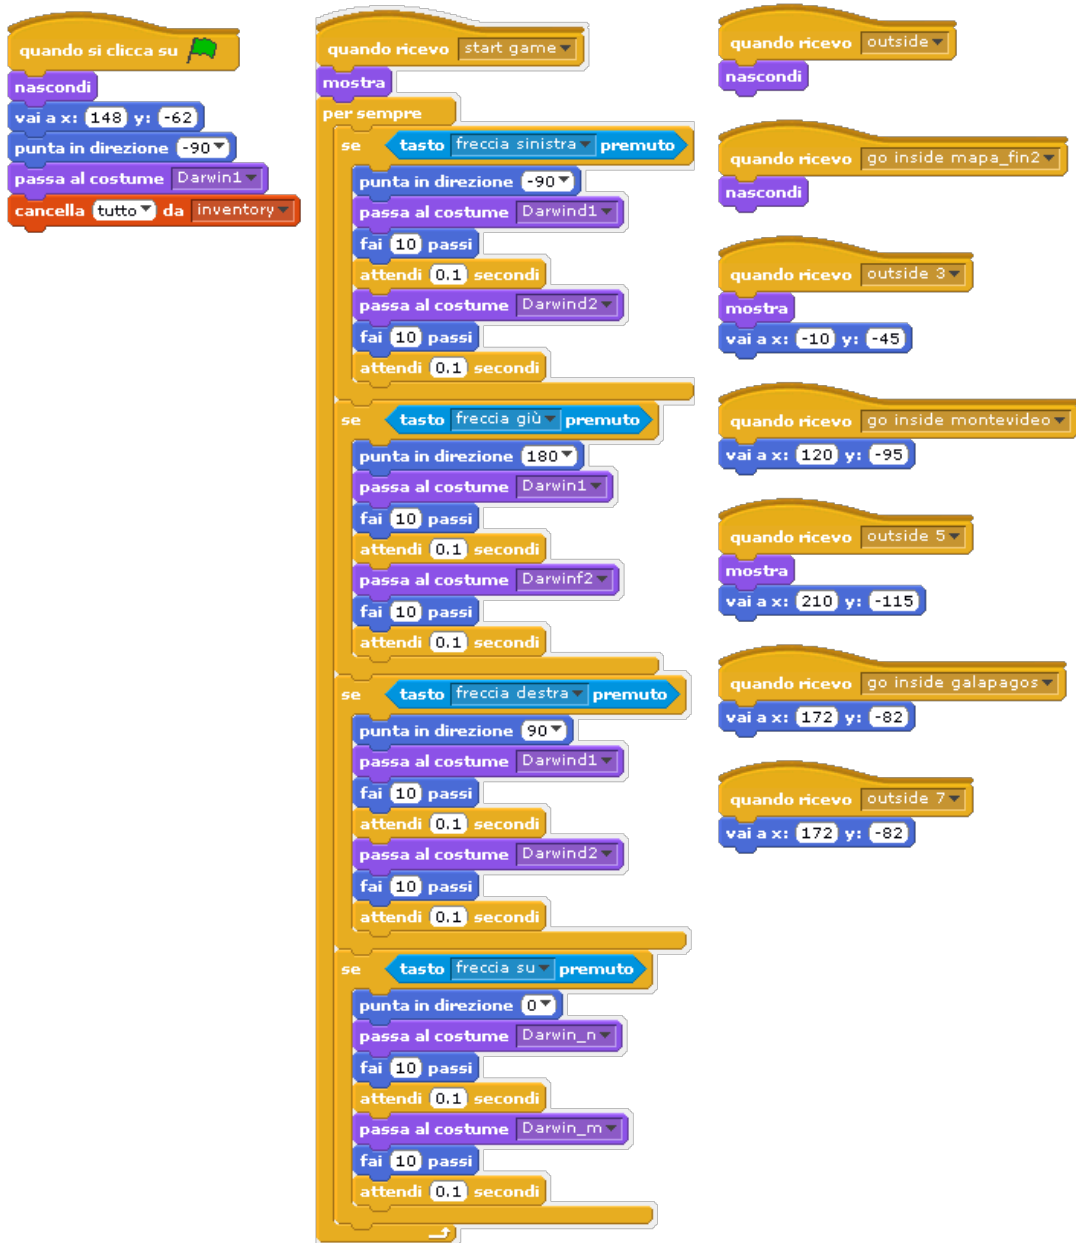 quando si clicca su
nascondi
vai a x: 148 y: -62
punta in direzione -90
passa al costume Darwin1
cancella tutto da inventory
quando ricevo start game
mostra
per sempre
se tasto freccia sinistra premuto
punta in direzione -90
passa al costume Darwind1
fai 10 passi
attendi 0.1 secondi
passa al costume Darwind2
fai 10 passi
attendi 0.1 secondi
se tasto freccia giù premuto
punta in direzione 180
passa al costume Darwin1
fai 10 passi
attendi 0.1 secondi
passa al costume Darwinf2
fai 10 passi
attendi 0.1 secondi
se tasto freccia destra premuto
punta in direzione 90
passa al costume Darwind1
fai 10 passi
attendi 0.1 secondi
passa al costume Darwind2
fai 10 passi
attendi 0.1 secondi
se tasto freccia su premuto
punta in direzione 0
passa al costume Darwin_n
fai 10 passi
attendi 0.1 secondi
passa al costume Darwin_m
fai 10 passi
attendi 0.1 secondi
quando ricevo outside
nascondi
quando ricevo go inside mapa_fin2
nascondi
quando ricevo outside 3
mostra
vai a x: -10 y: -45
quando ricevo go inside montevideo
vai a x: 120 y: -95
quando ricevo outside 5
mostra
vai a x: 210 y: -115
quando ricevo go inside galapagos
vai a x: 172 y: -82
quando ricevo outside 7
vai a x: 172 y: -82